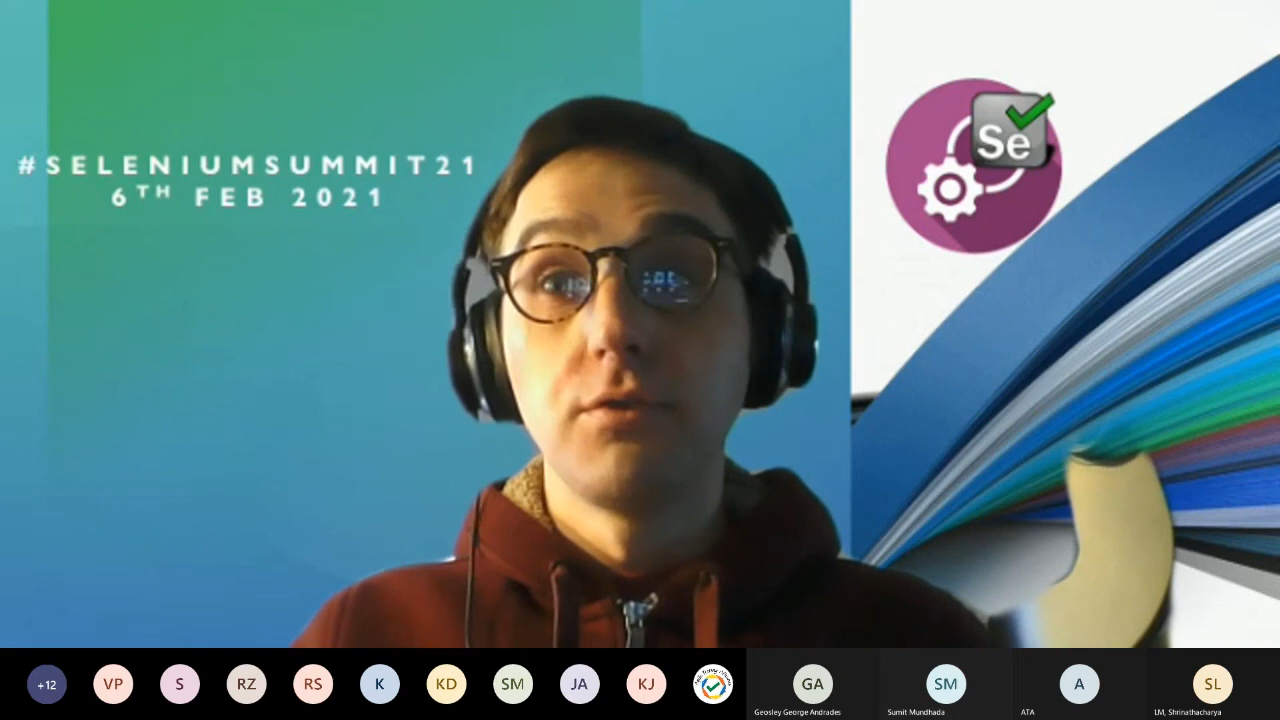 #SELENIUMSUMMIT21
6TH FEB 2021
Se
+12
VP
S
RZ
RS
K
KD
SM
JA
KJ
GA
SM
A
SL
Geosley George Andrades
Sumit Mundhada
ATA
LM, Shrinathacharya